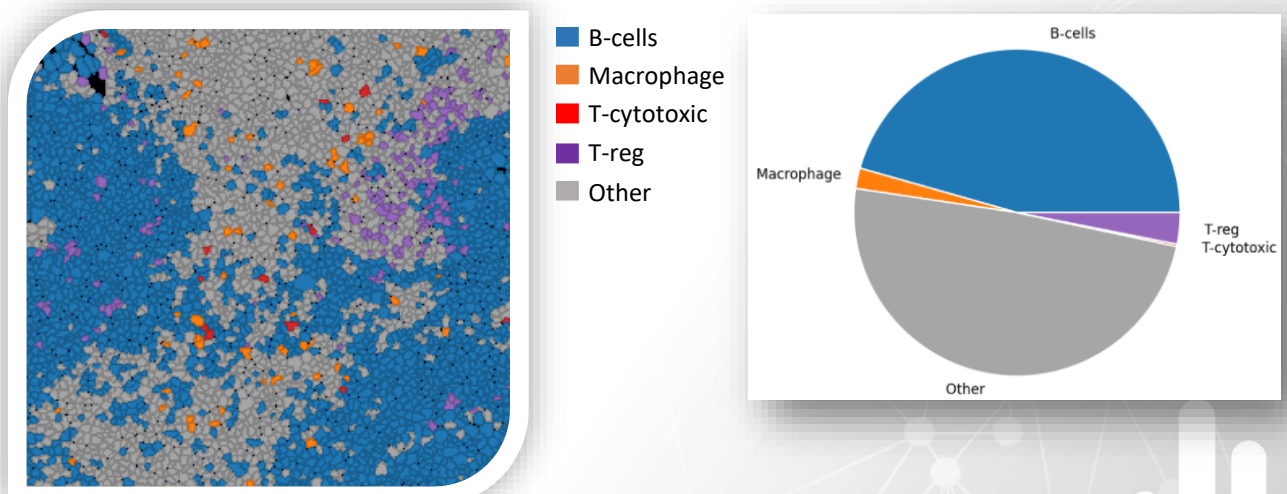 B-cells
Macrophage
T-cytotoxic
T-reg
Other
B-cells
Macrophage
T-reg
T-cytotoxic
Other